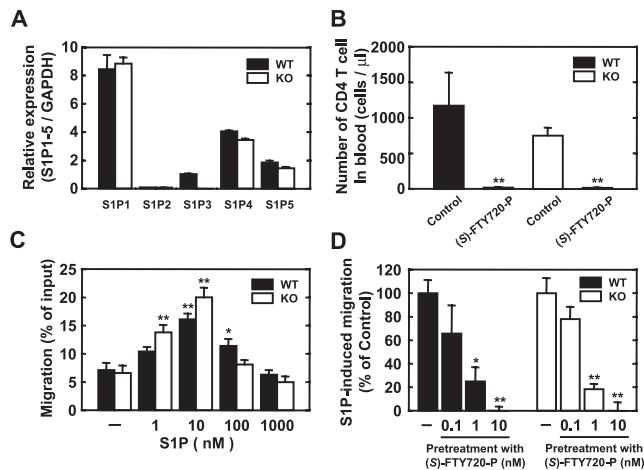 A
Relative expression
(S1P1-5 / GAPDH)
10
8
6
4
2
0
WT
KO
S1P1 S1P2 S1P3 S1P4 S1P5
B
Number of CD4 T cell
In blood (cells / μl)
2000
1500
1000
500
0
WT
KO
** **
Control (S)-FTY720-P Control (S)-FTY720-P
C
Migration (% of input)
25
20
15
10
5
0
WT
KO
** ** ** *
– 1 10 100 1000
S1P ( nM )
D
S1P-induced migration
(% of Control)
120
100
80
60
40
20
0
WT
KO
* ** ** **
– 0.1 1 10 – 0.1 1 10
Pretreatment with Pretreatment with
(S)-FTY720-P (nM) (S)-FTY720-P (nM)